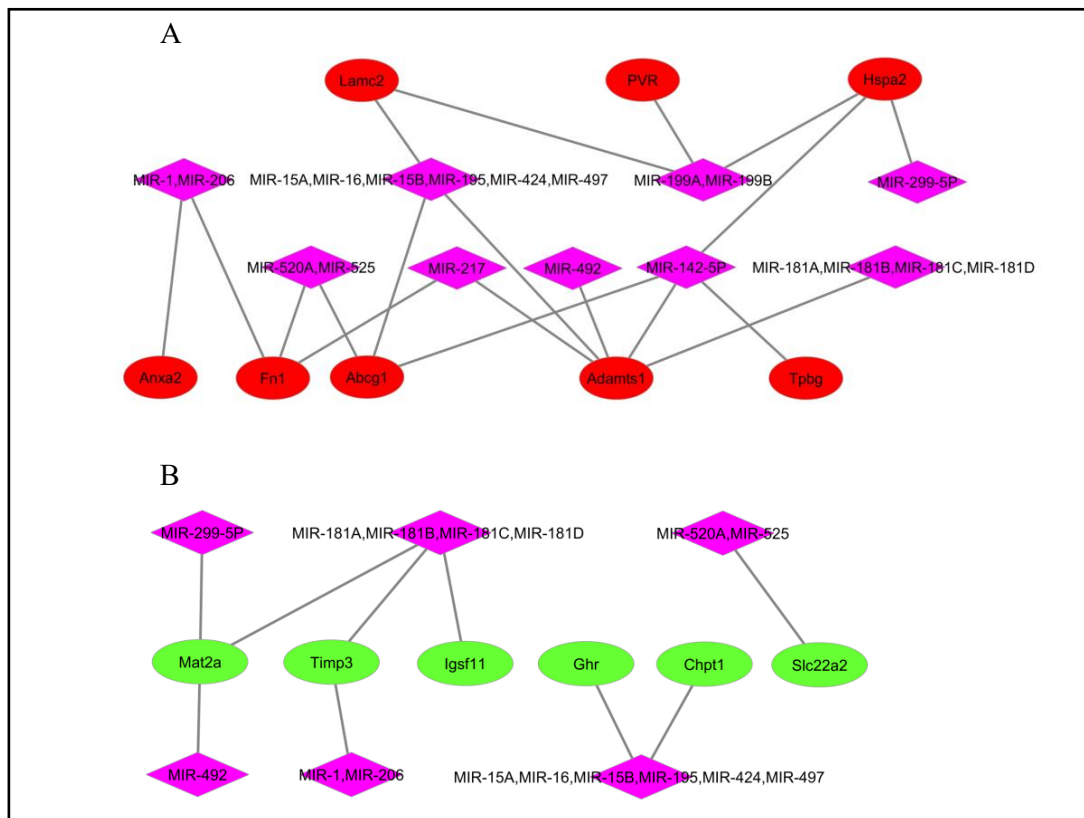 A
Lamc2
PVR
Hspa2
MIR-1,MIR-206
MIR-15A,MIR-16,MIR-15B,MIR-195,MIR-424,MIR-497
MIR-199A,MIR-199B
MIR-299-5P
MIR-520A,MIR-525
MIR-217
MIR-492
MIR-142-5P
MIR-181A,MIR-181B,MIR-181C,MIR-181D
Anxa2
Fn1
Abcg1
Adamts1
Tpbg
B
MIR-299-5P
MIR-181A,MIR-181B,MIR-181C,MIR-181D
MIR-520A,MIR-525
Mat2a
Timp3
Igsf11
Ghr
Chpt1
Slc22a2
MIR-492
MIR-1,MIR-206
MIR-15A,MIR-16,MIR-15B,MIR-195,MIR-424,MIR-497